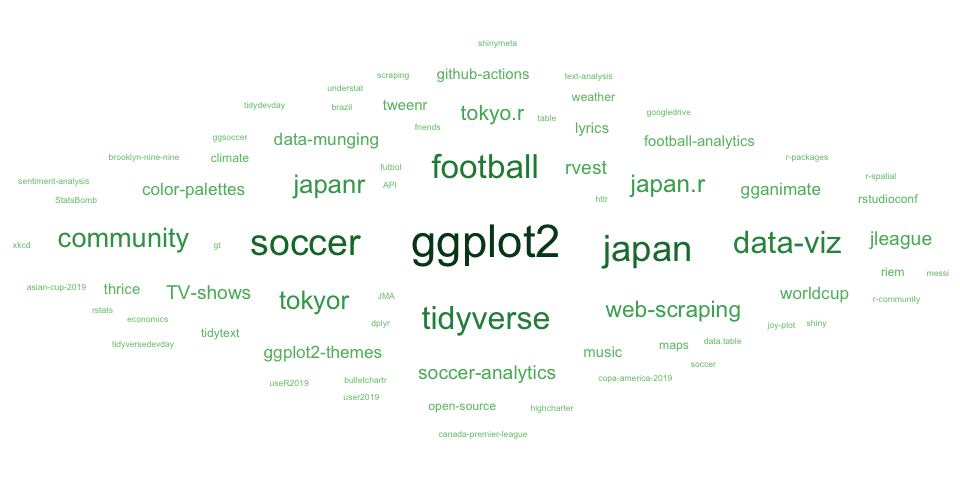 shinymeta
scraping
github-actions
text-analysis
understat
weather
tidydevday
brazil
tweenr
tokyo.r
table
googledrive
friends
lyrics
ggsoccer
data-munging
football-analytics
brooklyn-nine-nine
climate
futbol
football
rvest
r-packages
sentiment-analysis
color-palettes
japanr
API
japan.r
gganimate
r-spatial
StatsBomb
httr
rstudioconf
xkcd
community
gt
soccer
ggplot2
japan
data-viz
jleague
riem
messi
asian-cup-2019
thrice
TV-shows
tokyor
JMA
worldcup
r-community
rstats
economics
dplyr
tidyverse
web-scraping
joy-plot
shiny
tidyversedevday
tidytext
ggplot2-themes
music
maps
data.table
soccer
useR2019
bulletchartr
soccer-analytics
copa-america-2019
user2019
open-source
highcharter
canada-premier-league